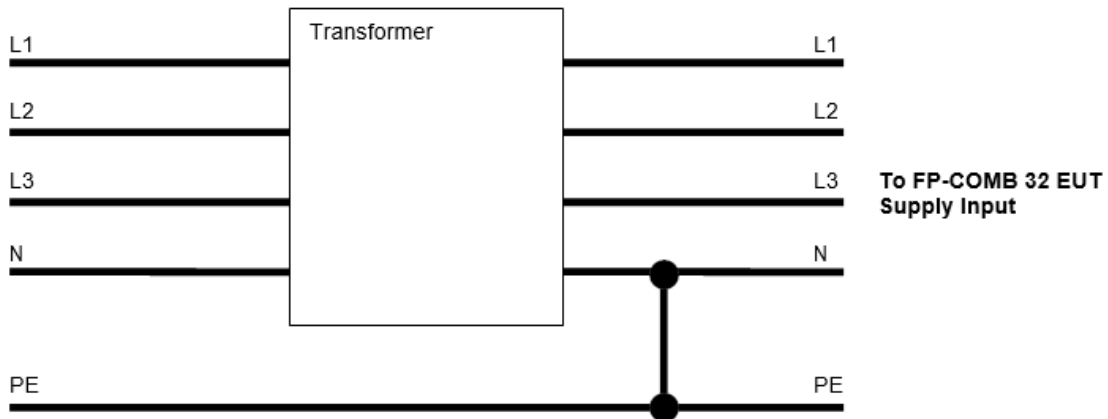 Transformer
L1
L1
L2
L2
L3
L3
To FP-COMB 32 EUT
Supply Input
N
N
PE
PE